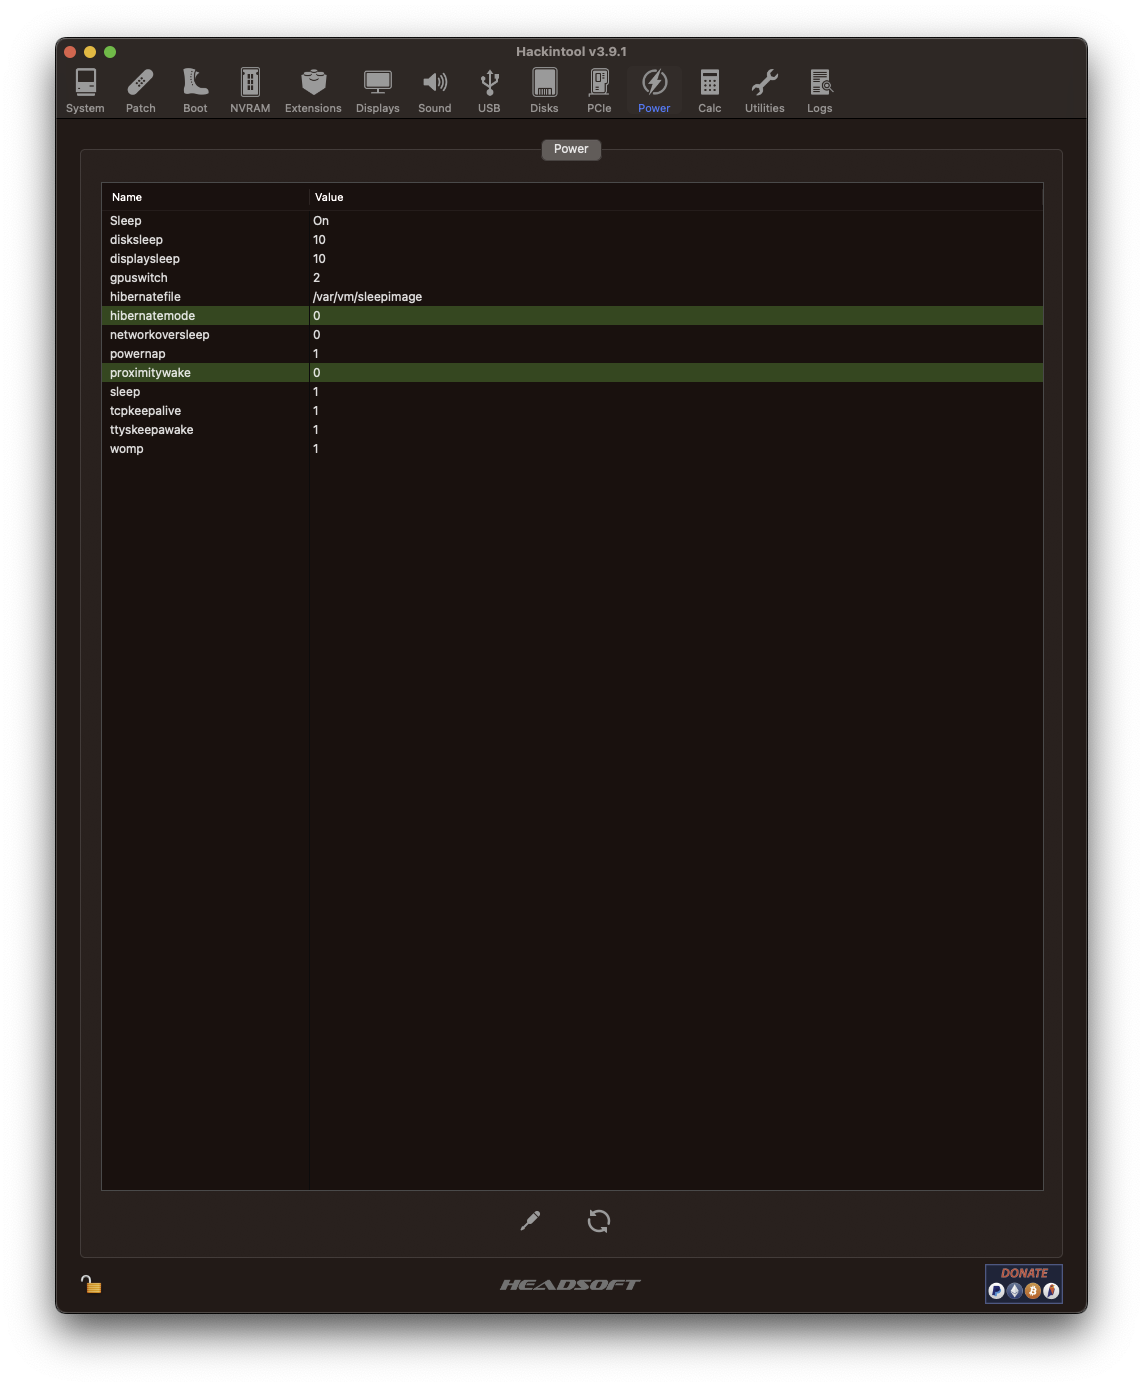 Hackintool v3.9.1
System Patch Boot NVRAM Extensions Displays Sound USB Disks PCIe Power Calc Utilities Logs
Power
Name Value
Sleep On
disksleep 10
displaysleep 10
gpuswitch 2
hibernatefile /var/vm/sleepimage
hibernatemode 0
networkoversleep 0
powernap 1
proximitywake 0
sleep 1
tcpkeepalive 1
ttyskeepawake 1
womp 1
HEADSOFT
DONATE